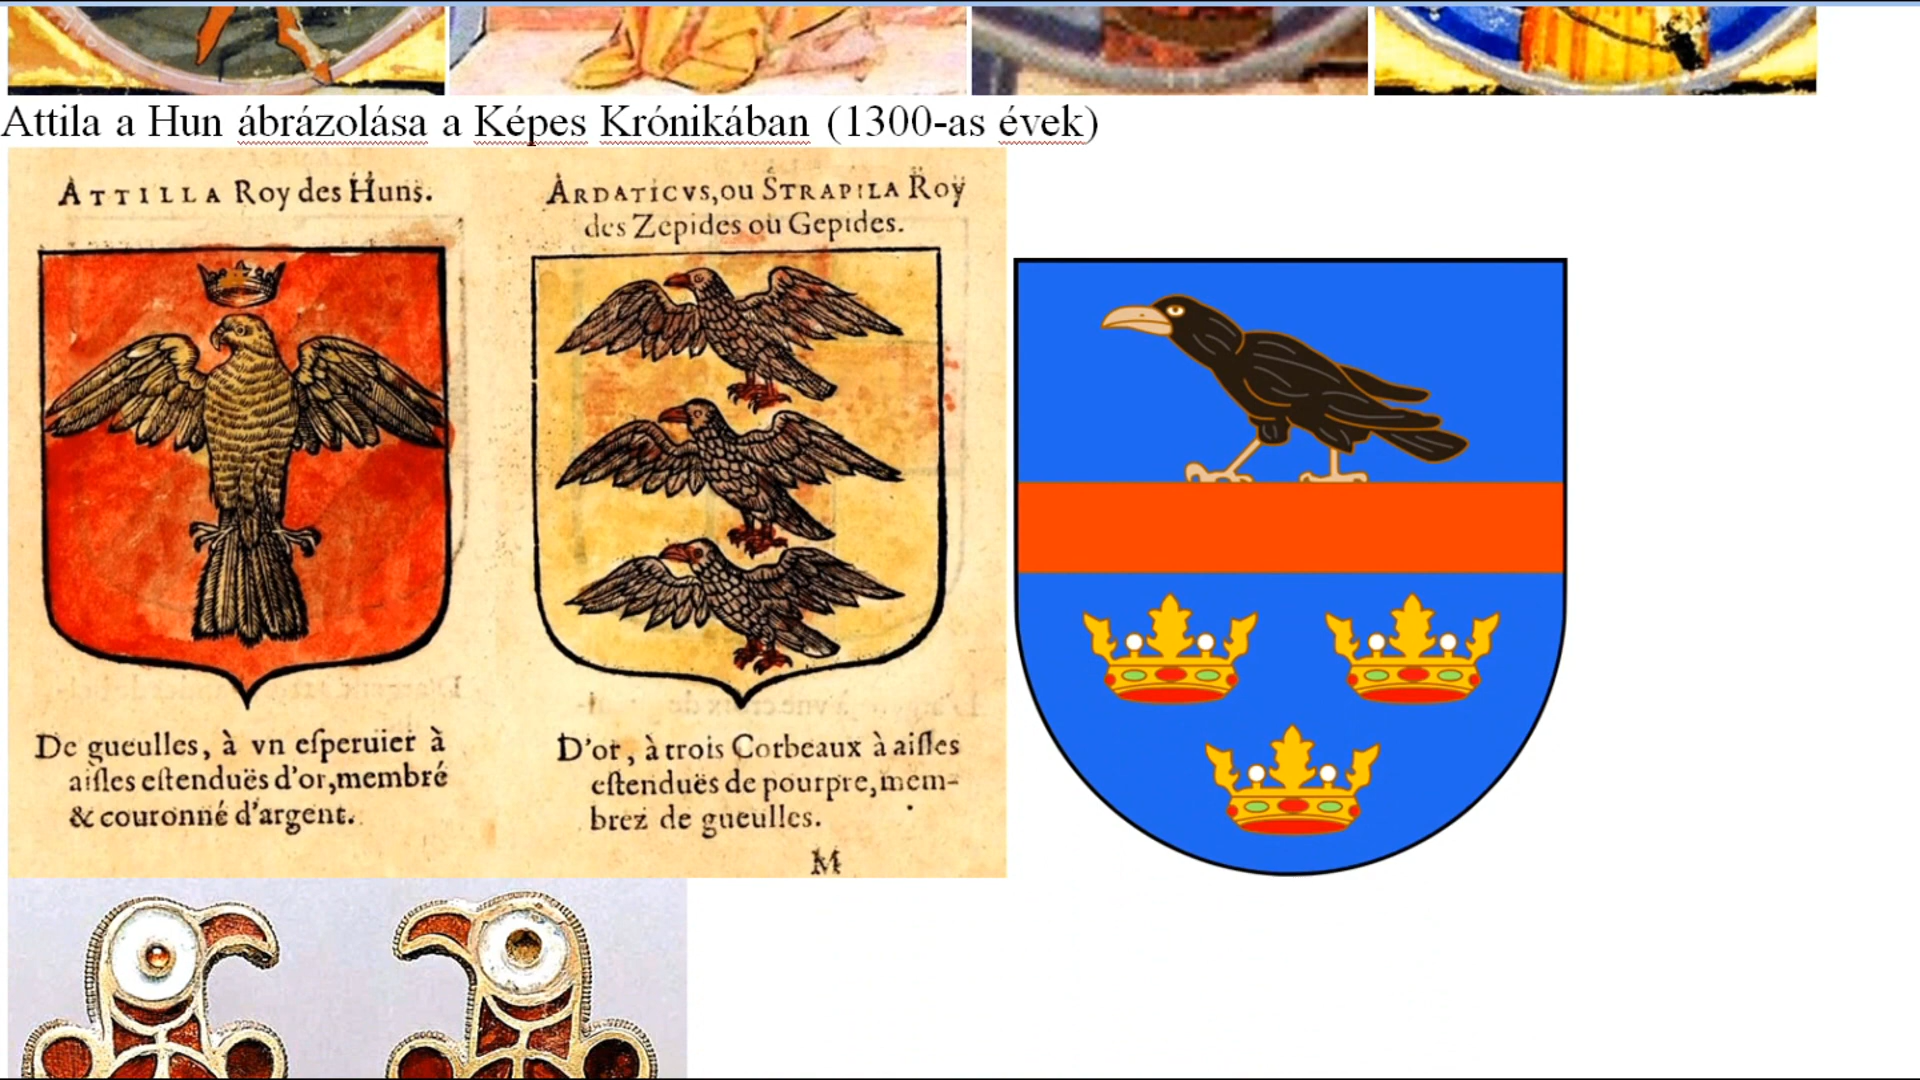 Attila a Hun ábrázolása a Képes Krónikában (1300-as évek)
ATTILLA Roy des Huns.
De gueulles, à vn eſperuier à
aiſles eſtenduës d'or, membré
& couronné d'argent.
ARDATICVS, ou STRAPILA Roy
des Zepides ou Gepides.
D'or, à trois Corbeaux à aiſles
eſtenduës de pourpre, mem-
brez de gueulles.
M